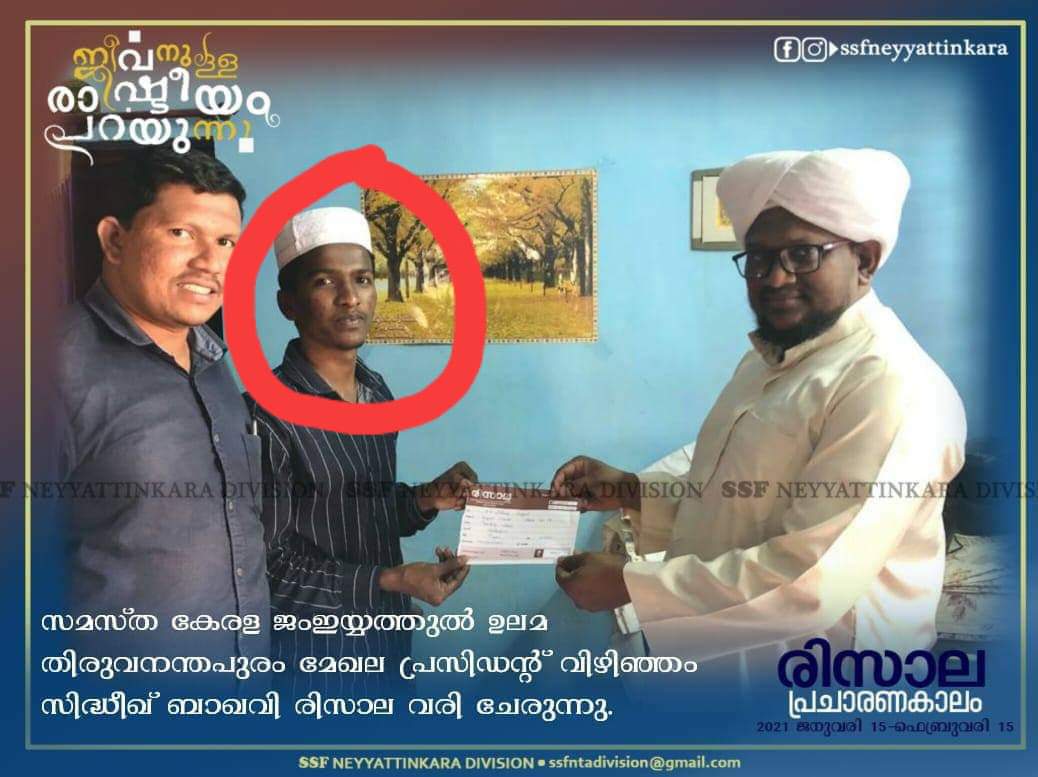 ജീവനുള്ള
രാഷ്ട്രീയം
പറയുന്നു
ssfneyyattinkara
SSF NEYYATTINKARA DIVISION SSF NEYYATTINKARA DIVISION SSF NEYYATTINKARA DIVIS
രിസാല
സമസ്ത കേരള ജംഇയ്യത്തുൽ ഉലമ
തിരുവനന്തപുരം മേഖല പ്രസിഡന്റ് വിഴിഞ്ഞം
സിദ്ധീഖ് ബാഖവി രിസാല വരി ചേരുന്നു.
രിസാല
പ്രചാരണകാലം
2021 ജനുവരി 15-ഫെബ്രുവരി 15
SSF NEYYATTINKARA DIVISION ● ssfntadivision@gmail.com